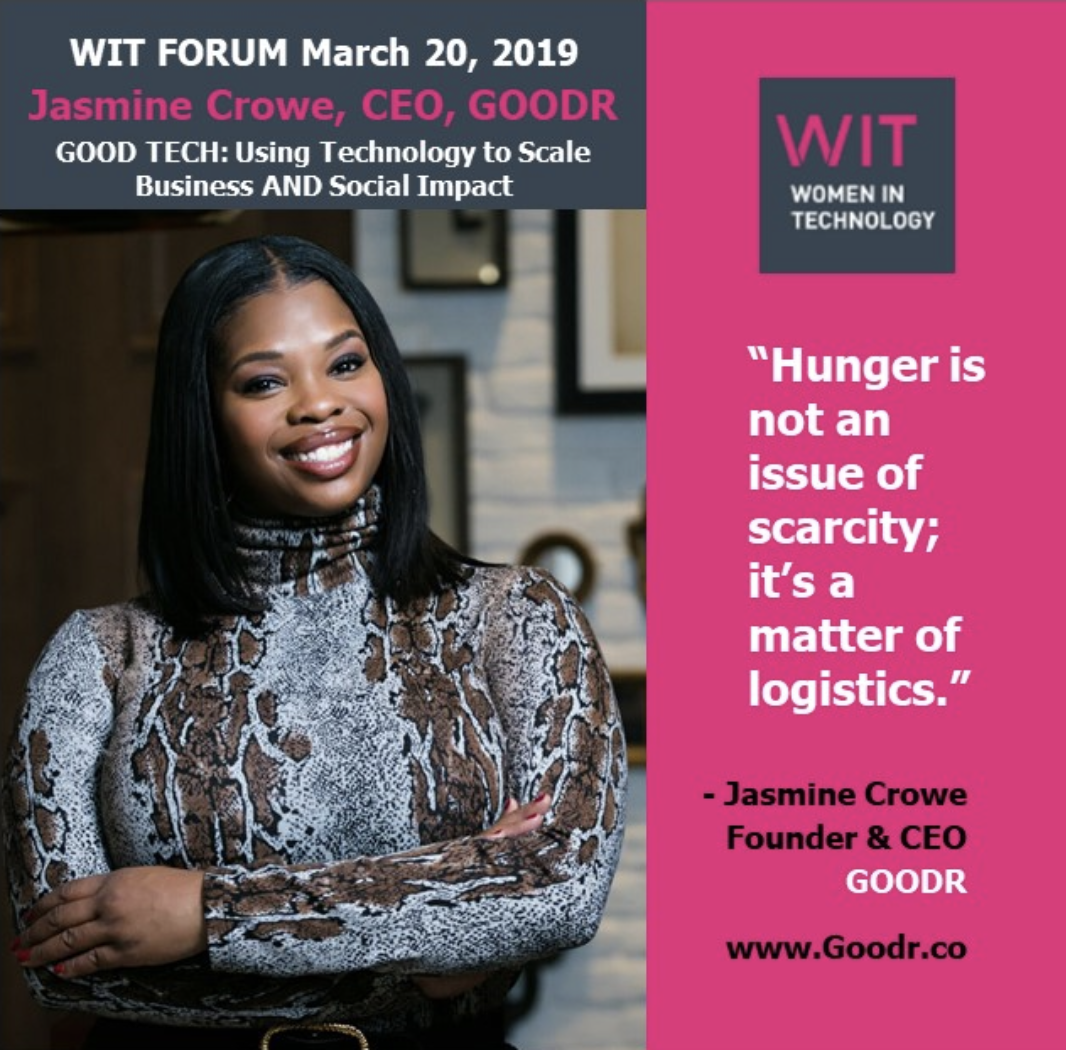 WIT FORUM March 20, 2019
Jasmine Crowe, CEO, GOODR
GOOD TECH: Using Technology to Scale
Business AND Social Impact
WIT
WOMEN IN
TECHNOLOGY
“Hunger is
not an
issue of
scarcity;
it’s a
matter of
logistics.”
- Jasmine Crowe
Founder & CEO
GOODR
www.Goodr.co